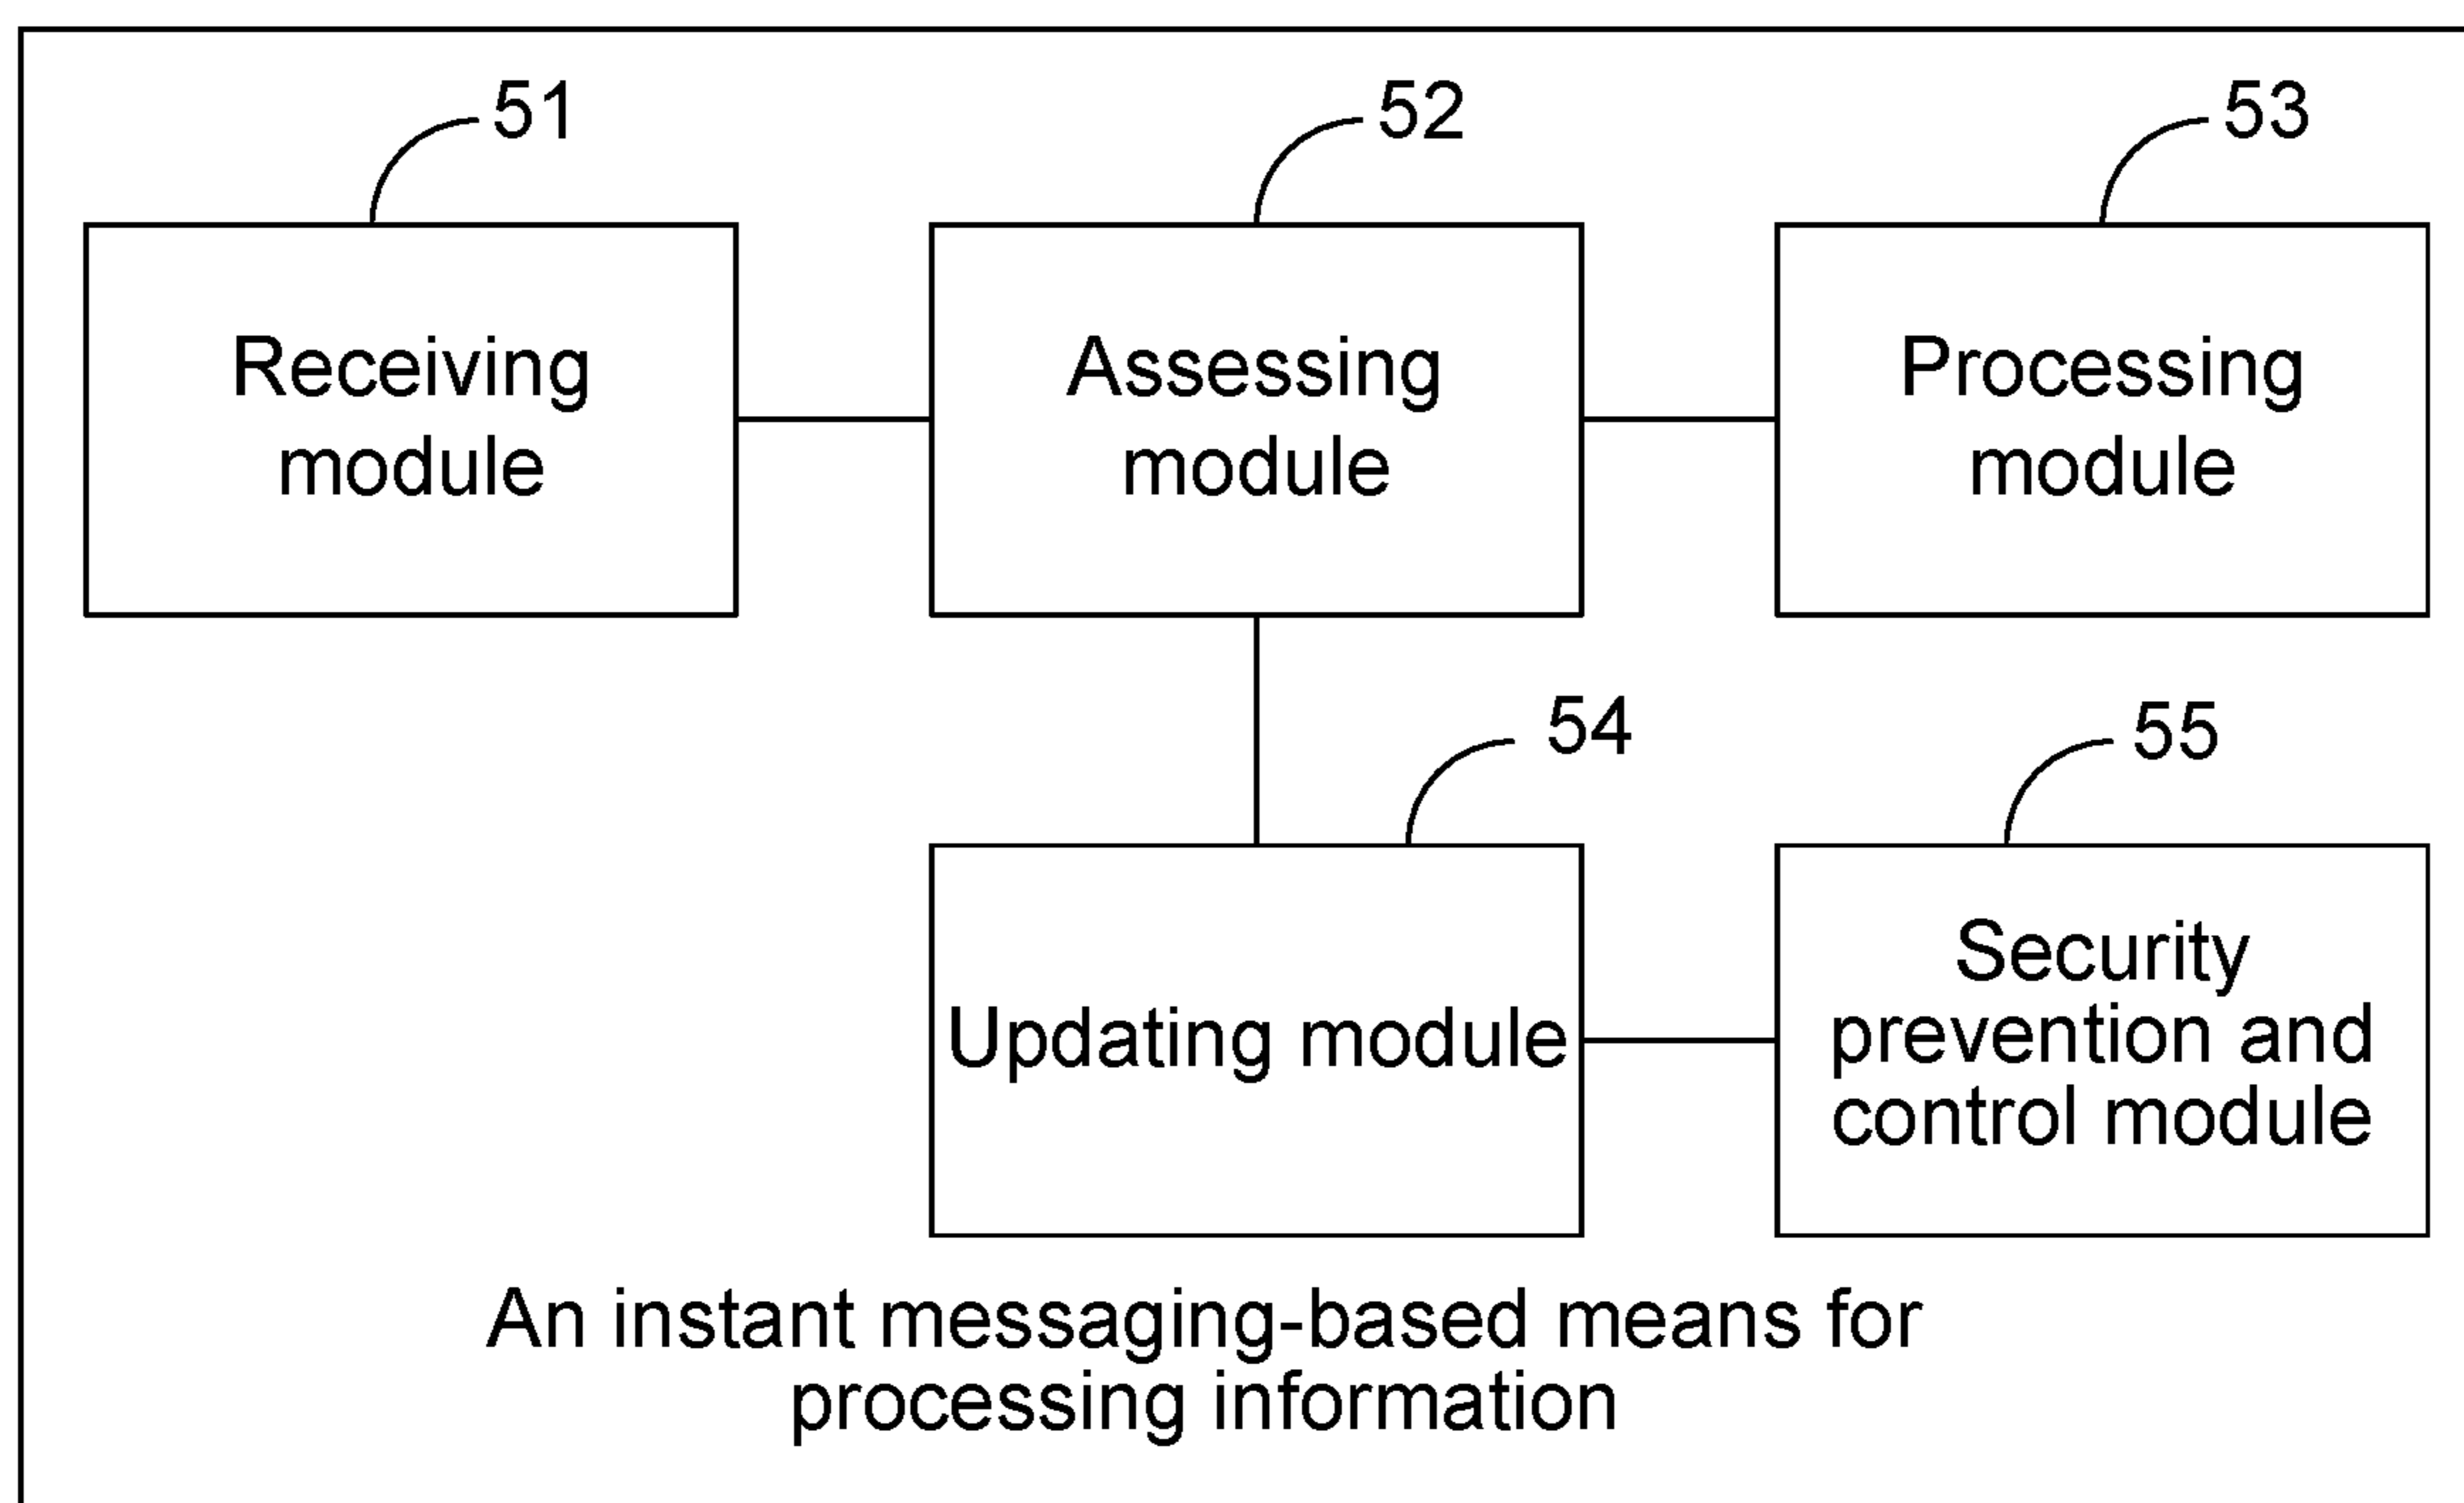 51
52
53
Receiving
module
Assessing
module
Processing
module
54
55
Updating module
Security
prevention and
control module
An instant messaging-based means for
processing information